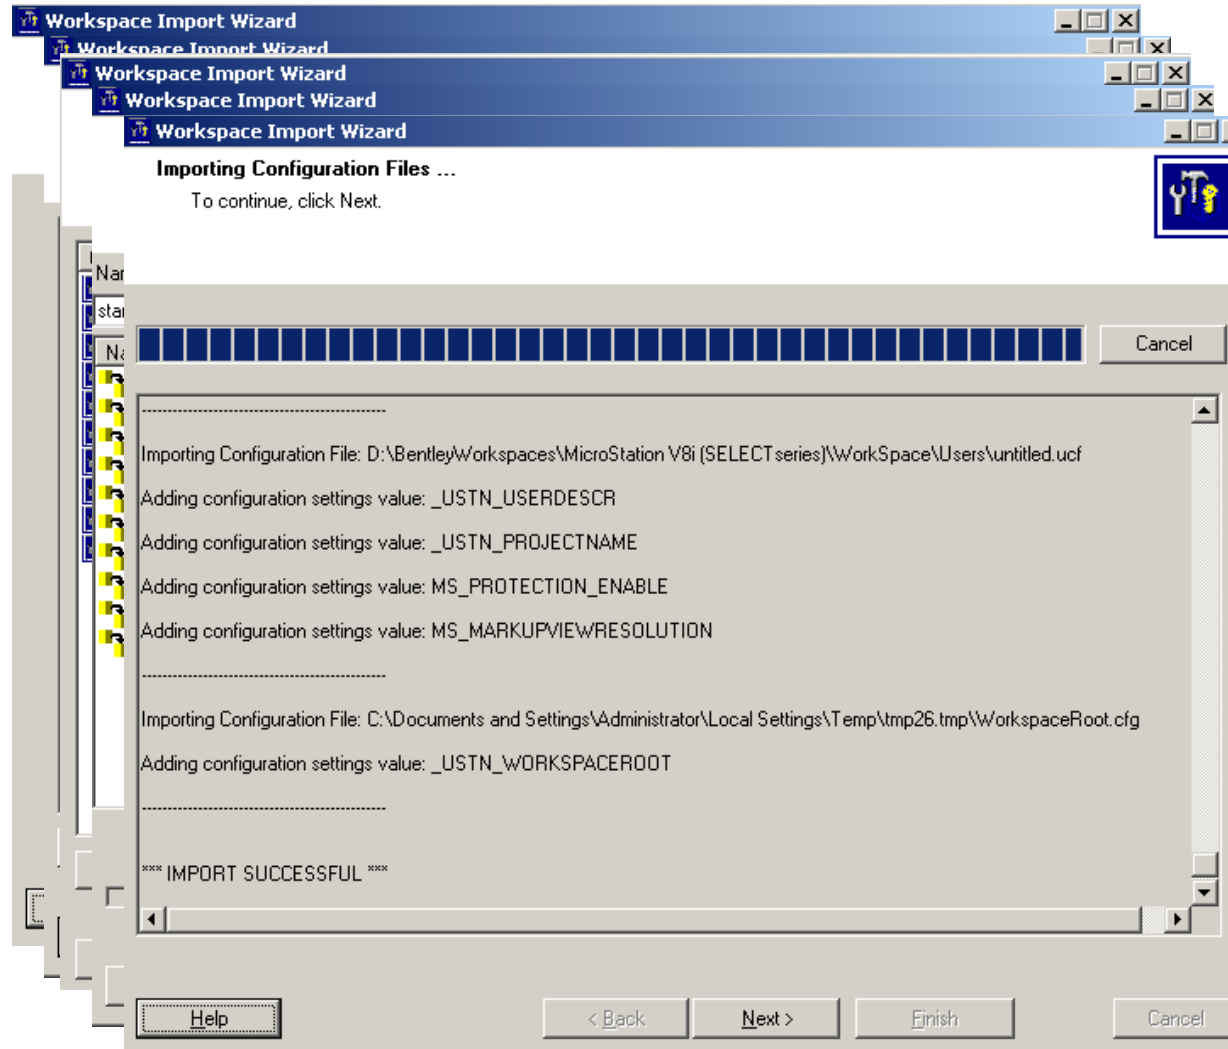 Workspace Import Wizard
Workspace Import Wizard
Workspace Import Wizard
Workspace Import Wizard
Workspace Import Wizard
Importing Configuration Files ...
To continue, click Next.
Cancel
-----------------------------------------------
Importing Configuration File: D:\BentleyWorkspaces\MicroStation V8i (SELECTseries)\WorkSpace\Users\untitled.ucf
Adding configuration settings value: _USTN_USERDESCR
Adding configuration settings value: _USTN_PROJECTNAME
Adding configuration settings value: MS_PROTECTION_ENABLE
Adding configuration settings value: MS_MARKUPVIEWRESOLUTION
-----------------------------------------------
Importing Configuration File: C:\Documents and Settings\Administrator\Local Settings\Temp\tmp26.tmp\WorkspaceRoot.cfg
Adding configuration settings value: _USTN_WORKSPACEROOT
-----------------------------------------------
*** IMPORT SUCCESSFUL ***
Help
< Back
Next >
Finish
Cancel